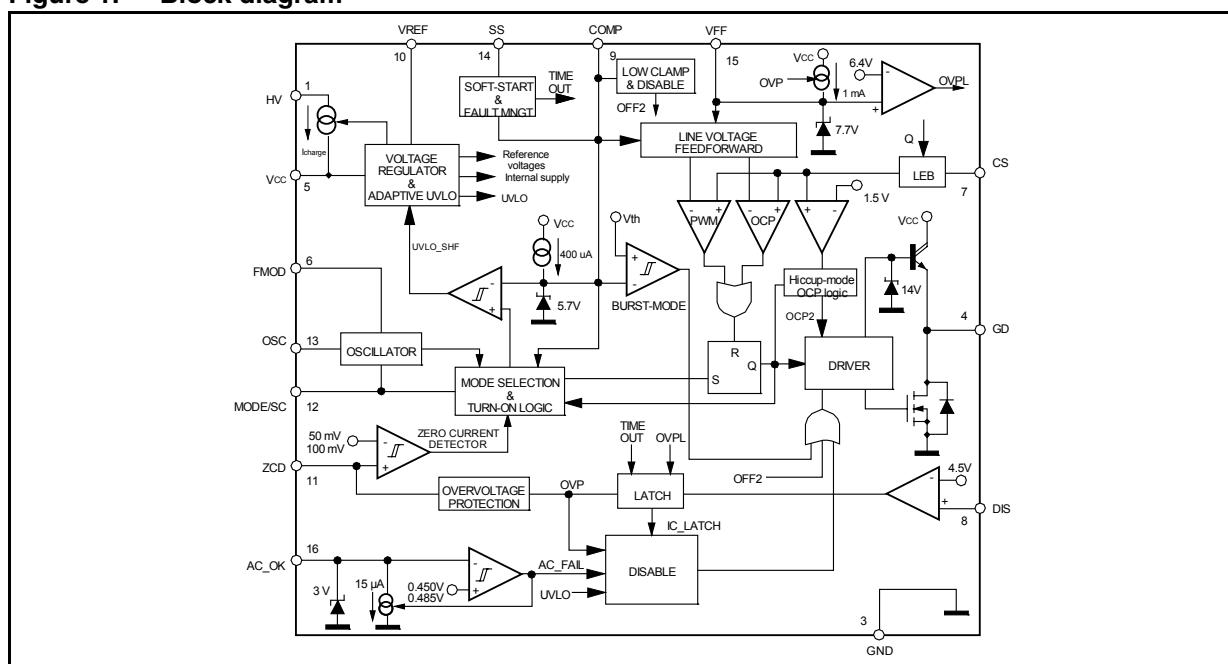 Figure 1. Block diagram
VREF
SS
COMP
VFF
10
14
9
15
HV
1
Icharge
VCC
5
SOFT-START
&
FAULT MNGT
TIME
OUT
LOW CLAMP
& DISABLE
OFF2
VCC
OVP
1 mA
6.4V
-
+
OVPL
7.7V
VOLTAGE
REGULATOR
&
ADAPTIVE UVLO
Reference
voltages
Internal supply
UVLO
LINE VOLTAGE
FEEDFORWARD
Q
LEB
CS
7
- +
PWM
- +
OCP
+ -
1.5 V
UVLO_SHF
VCC
400 uA
5.7V
-
+
Vth
+
-
BURST-MODE
Hiccup-mode
OCP logic
OCP2
VCC
14V
4
GD
FMOD
6
OSC
13
OSCILLATOR
MODE/SC
12
MODE SELECTION
&
TURN-ON LOGIC
R
S
Q
DRIVER
50 mV
100 mV
-
+
ZERO CURRENT
DETECTOR
ZCD
11
OVERVOLTAGE
PROTECTION
OVP
TIME
OUT
OVPL
LATCH
OFF2
4.5V
-
+
DIS
8
IC_LATCH
AC_OK
16
3 V
15 µA
0.450V
0.485V
-
+
AC_FAIL
UVLO
DISABLE
3
GND